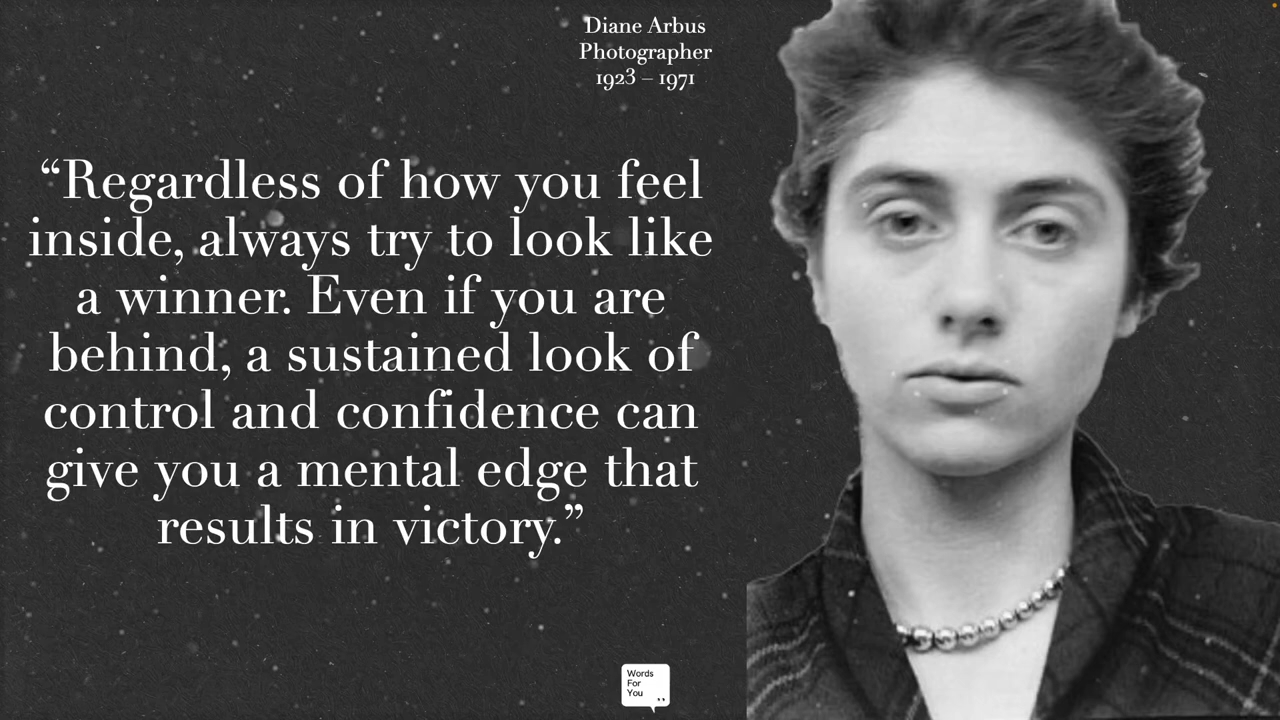 Diane Arbus
Photographer
1923 – 1971
“Regardless of how you feel
inside, always try to look like
a winner. Even if you are
behind, a sustained look of
control and confidence can
give you a mental edge that
results in victory.”
Words
For
You